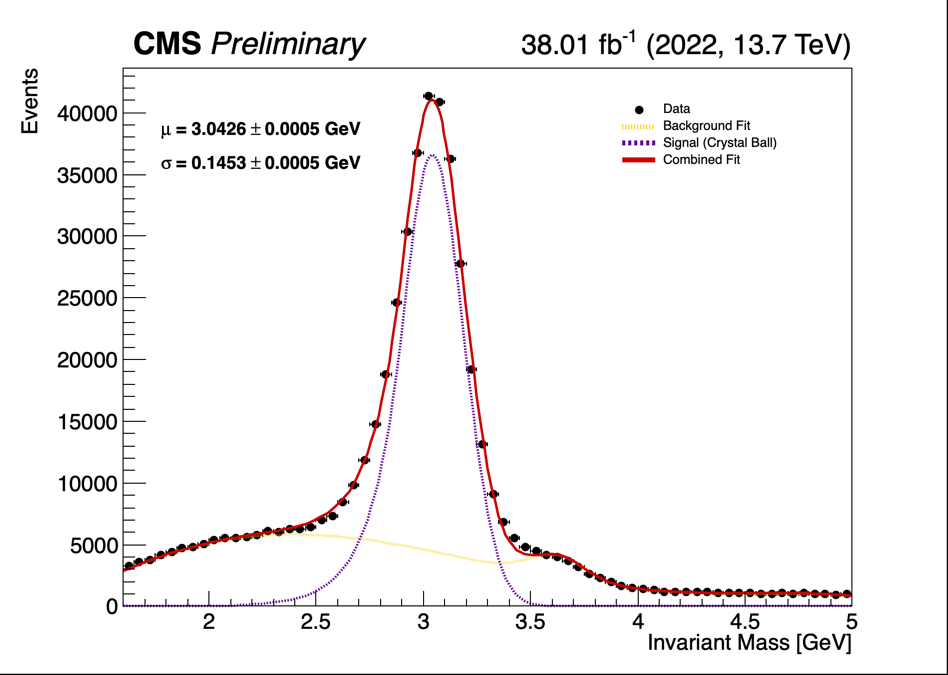 CMS Preliminary 38.01 fb⁻¹ (2022, 13.7 TeV)
Events
μ = 3.0426 ± 0.0005 GeV
σ = 0.1453 ± 0.0005 GeV
Data
Background Fit
Signal (Crystal Ball)
Combined Fit
40000
35000
30000
25000
20000
15000
10000
5000
0
2 2.5 3 3.5 4 4.5 5
Invariant Mass [GeV]